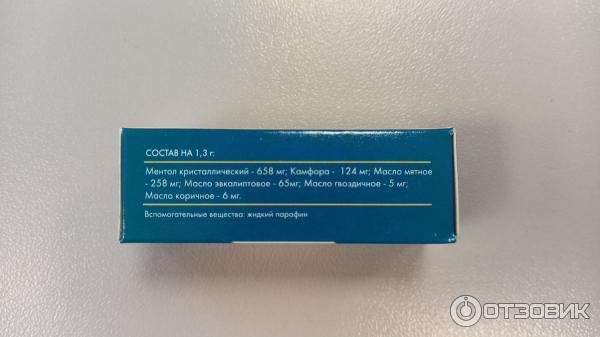 СОСТАВ НА 1,3 г:
Ментол кристаллический - 658 мг; Камфора - 124 мг; Масло мятное
- 258 мг; Масло эвкалиптовое - 65мг; Масло гвоздичное - 5 мг;
Масло коричное - 6 мг.
Вспомогательные вещества: жидкий парафин
ОТЗОВИК